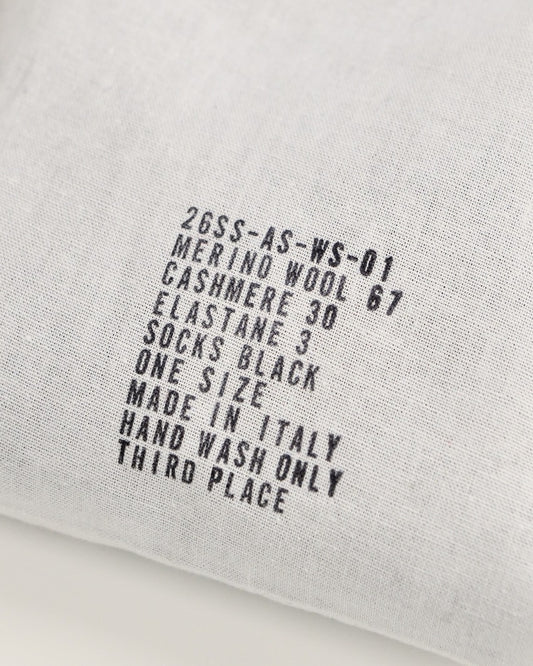 26SS-AS-WS-01
MERINO WOOL 67
CASHMERE 30
ELASTANE 3
SOCKS BLACK
ONE SIZE
MADE IN ITALY
HAND WASH ONLY
THIRD PLACE